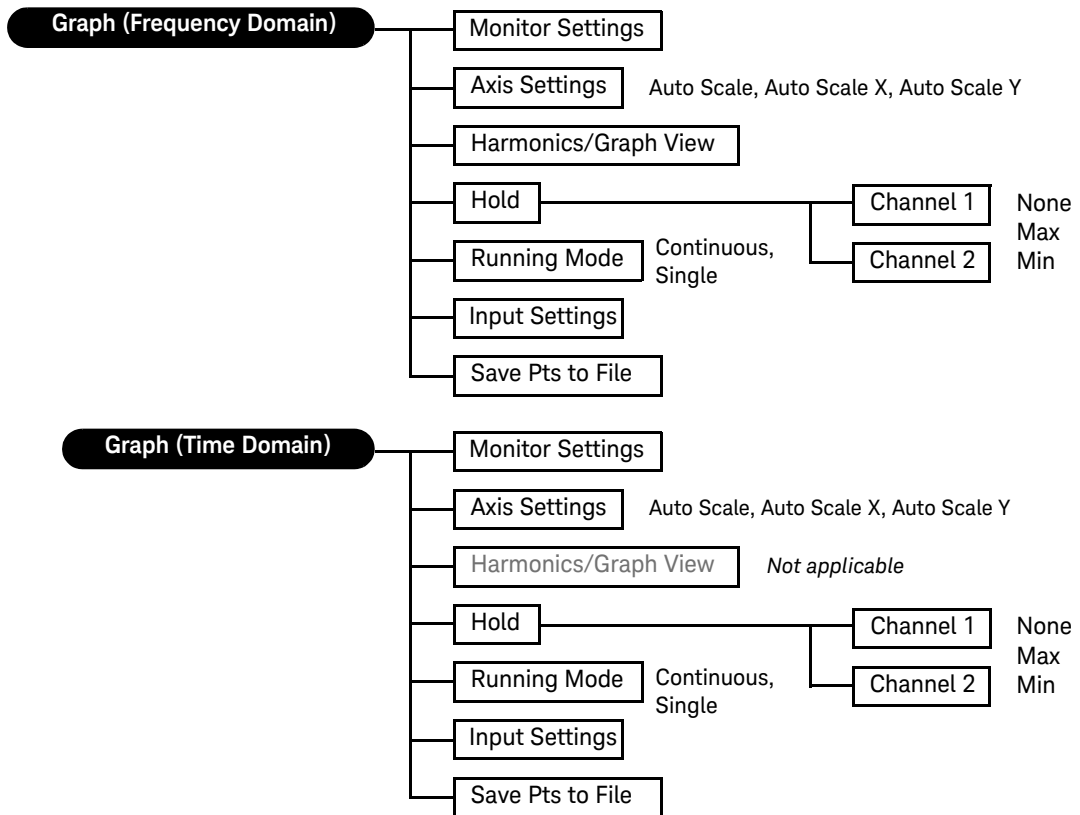 Graph (Frequency Domain)
Monitor Settings
Axis Settings
Auto Scale, Auto Scale X, Auto Scale Y
Harmonics/Graph View
Hold
Channel 1
None
Max
Channel 2
Min
Running Mode
Continuous,
Single
Input Settings
Save Pts to File
Graph (Time Domain)
Monitor Settings
Axis Settings
Auto Scale, Auto Scale X, Auto Scale Y
Harmonics/Graph View
Not applicable
Hold
Channel 1
None
Max
Channel 2
Min
Running Mode
Continuous,
Single
Input Settings
Save Pts to File